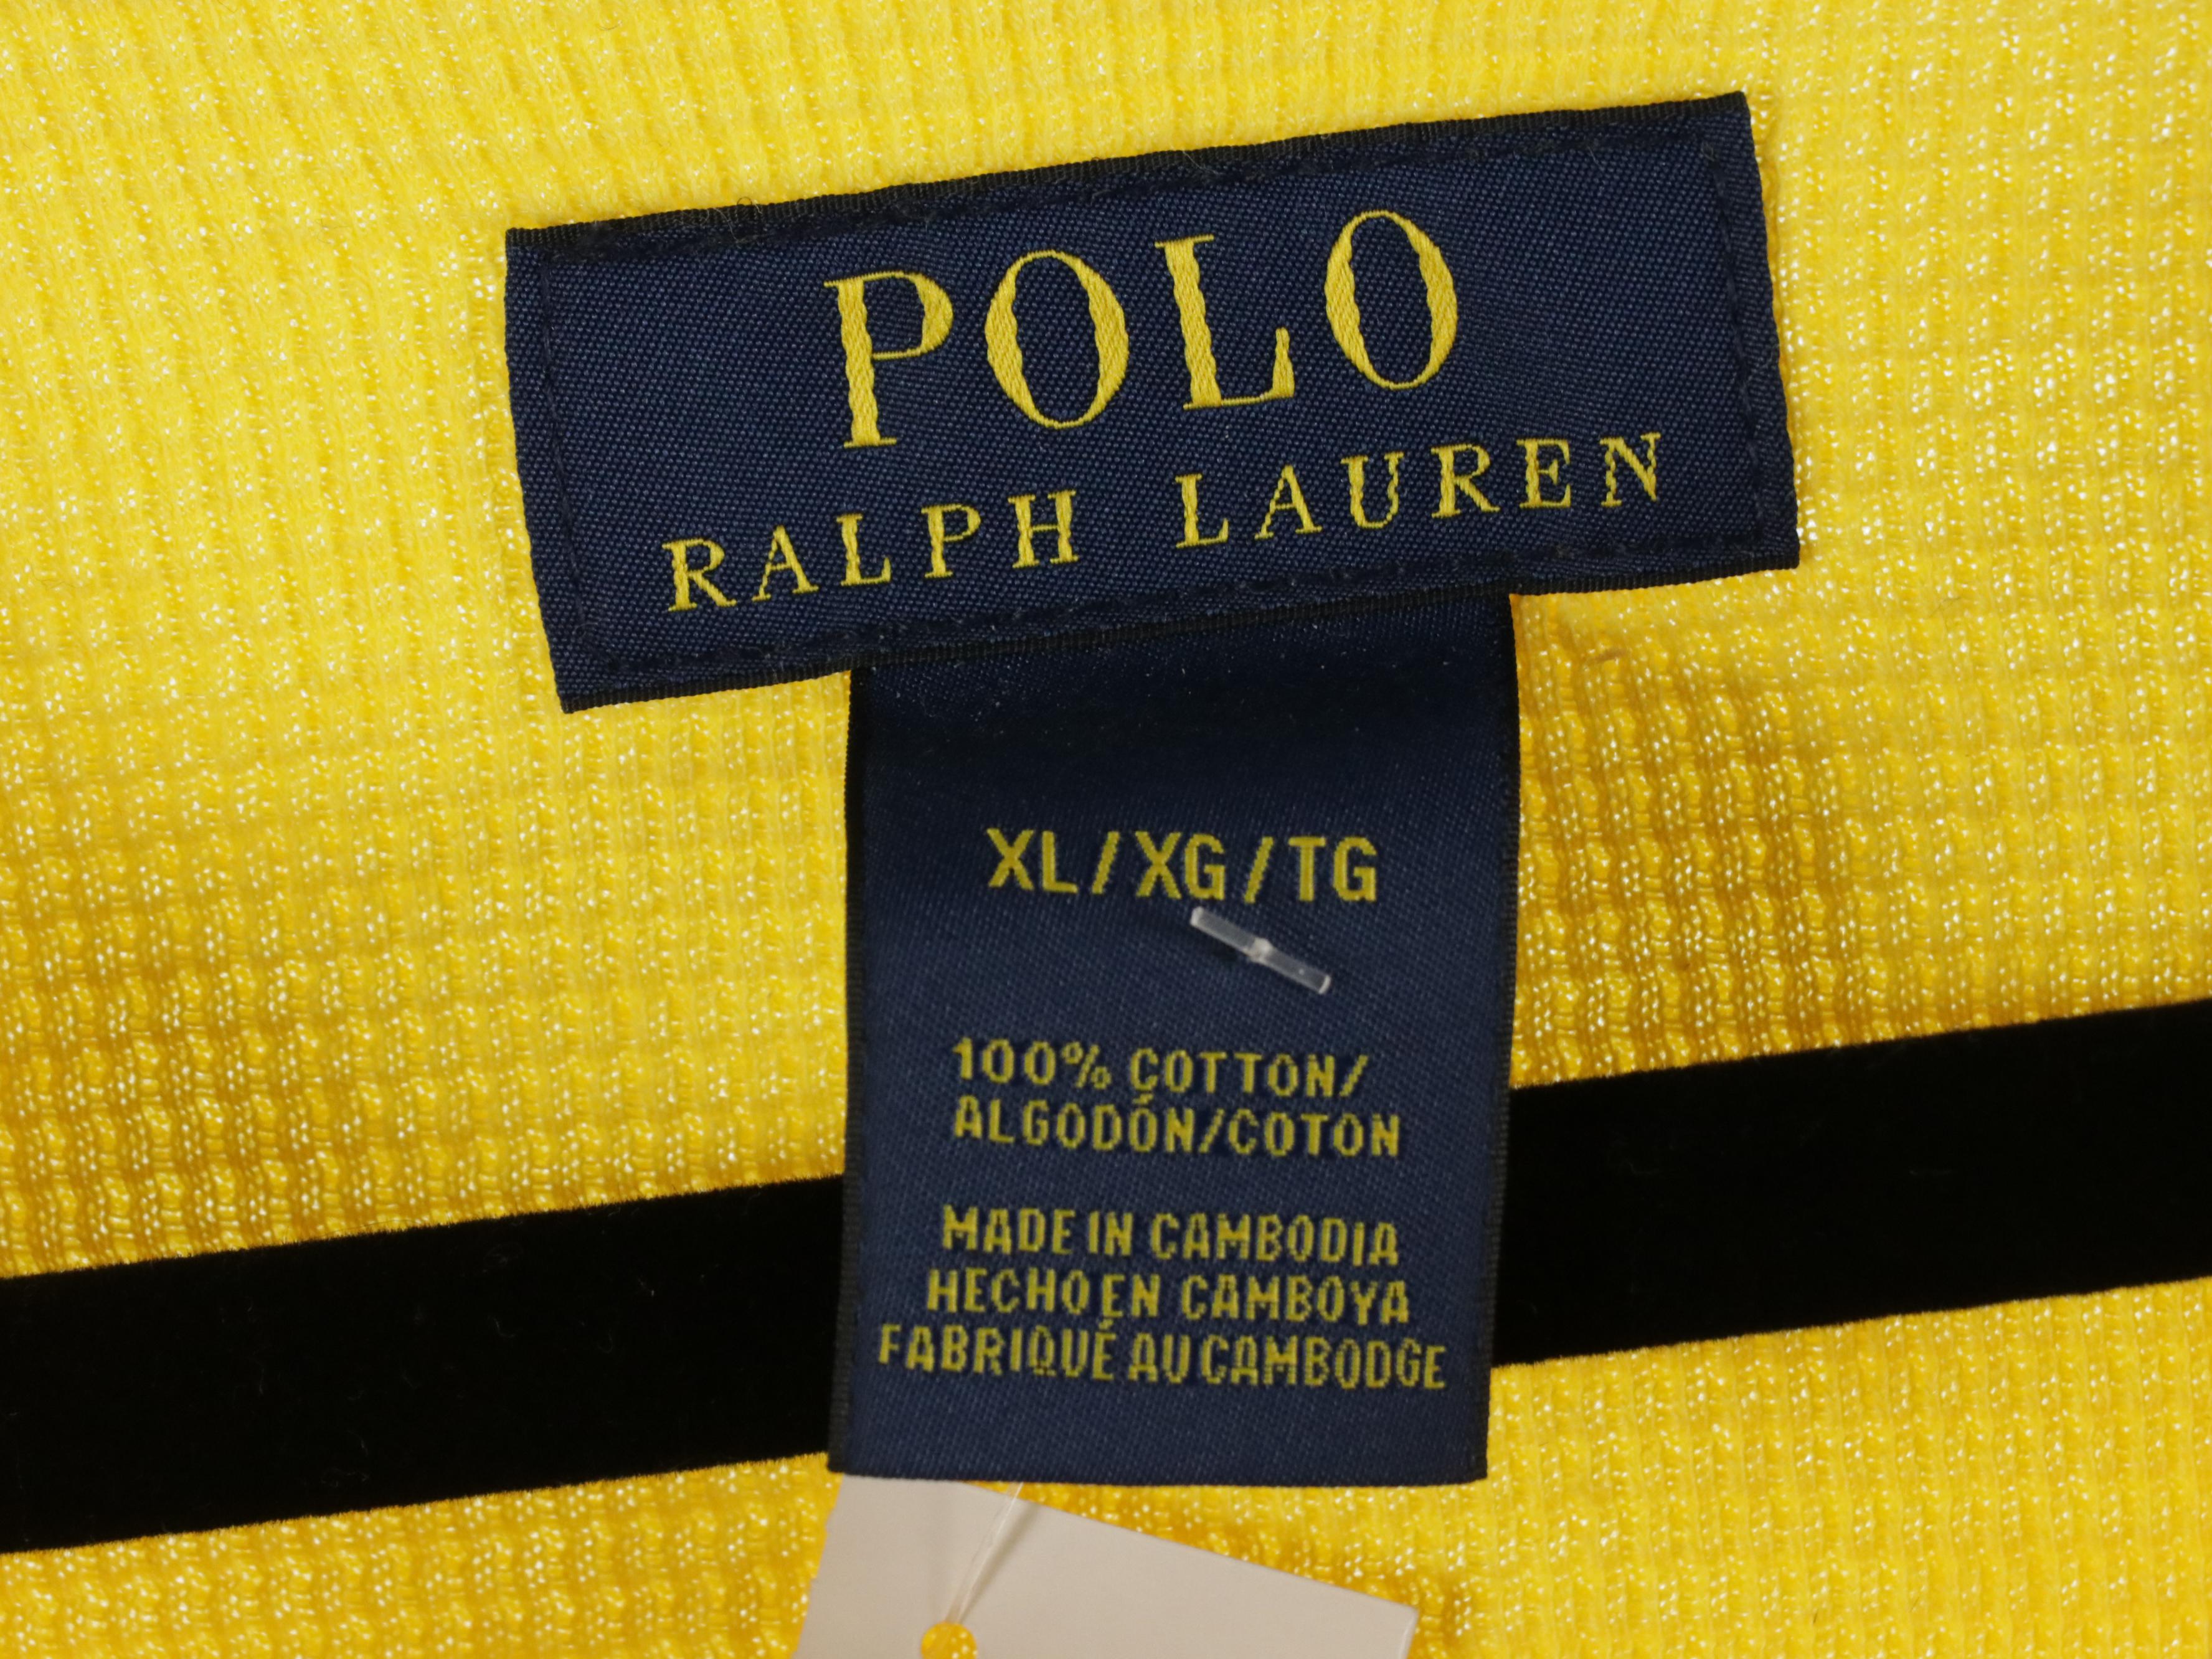 POLO
RALPH LAUREN
XL/XG/TG
100% COTTON/
ALGODÓN/COTON
MADE IN CAMBODIA
HECHO EN CAMBOYA
FABRIQUÉ AU CAMBODGE